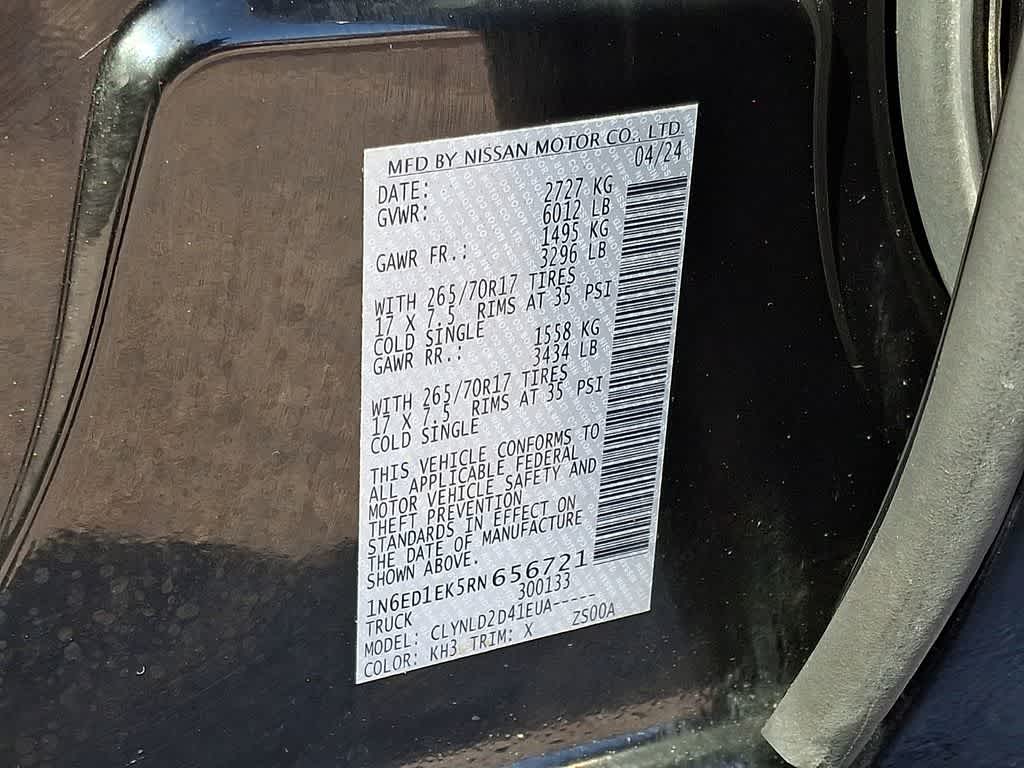 MFD BY NISSAN MOTOR CO., LTD.
DATE: 04/24
GVWR: 2727 KG
6012 LB
GAWR FR.: 1495 KG
3296 LB
WITH 265/70R17 TIRES
17 X 7.5 RIMS AT 35 PSI
COLD SINGLE
GAWR RR.: 1558 KG
3434 LB
WITH 265/70R17 TIRES
17 X 7.5 RIMS AT 35 PSI
COLD SINGLE
THIS VEHICLE CONFORMS TO
ALL APPLICABLE FEDERAL
MOTOR VEHICLE SAFETY AND
THEFT PREVENTION
STANDARDS IN EFFECT ON
THE DATE OF MANUFACTURE
SHOWN ABOVE.
1N6ED1EK5RN656721
TRUCK 300133
MODEL: CLYNLD2D41EUA-----
COLOR: KH3 TRIM: X ZS00A